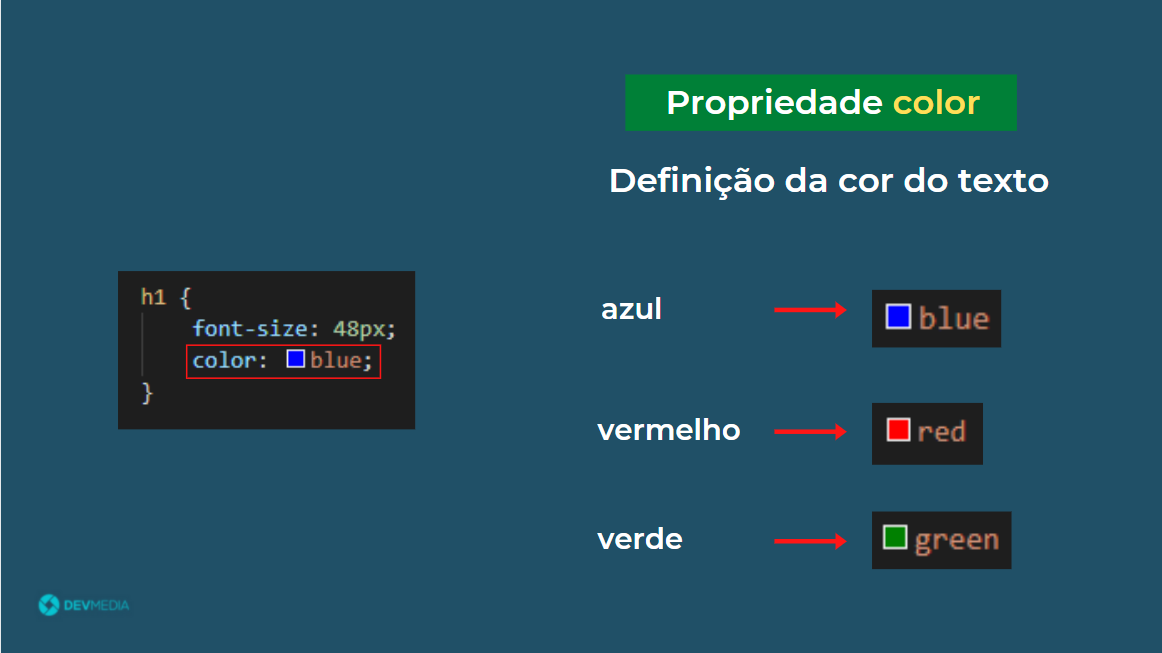 Propriedade color
Definição da cor do texto
h1 {
font-size: 48px;
color: blue;
}
azul
blue
vermelho
red
verde
green
DEVMEDIA